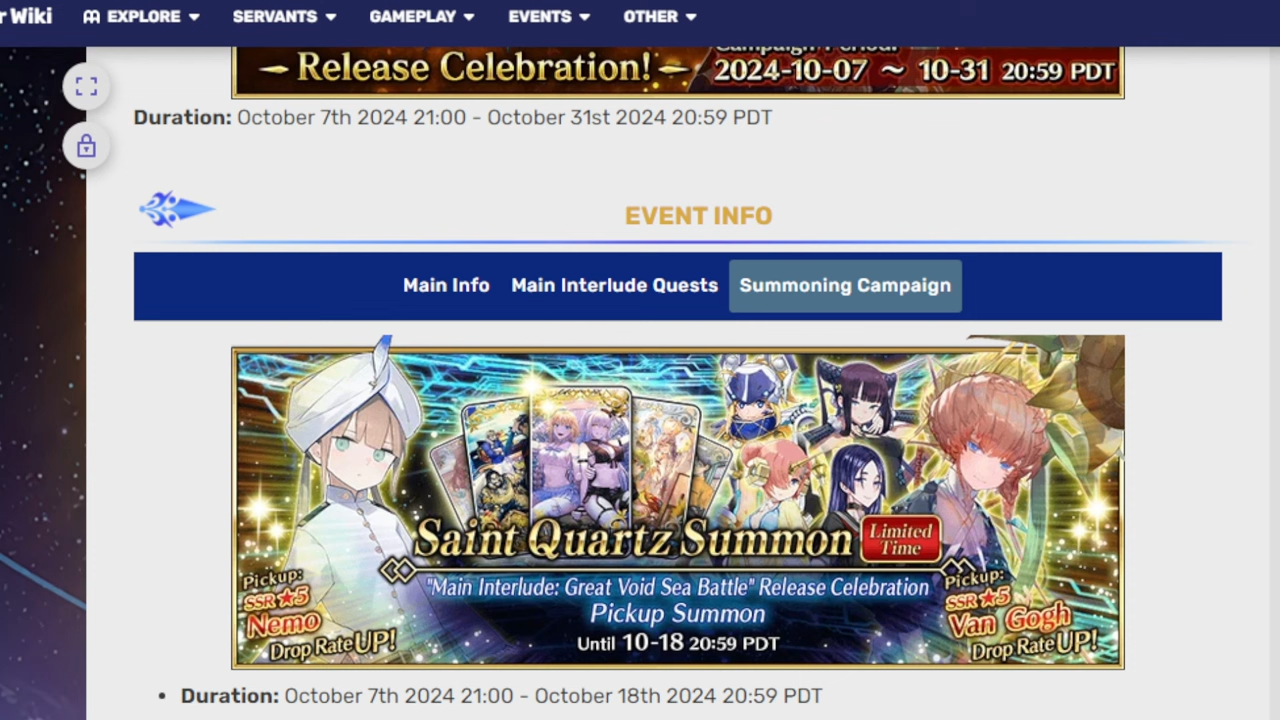 r Wiki
EXPLORE
SERVANTS
GAMEPLAY
EVENTS
OTHER
Campaign Period:
Release Celebration!
2024-10-07 ~ 10-31 20:59 PDT
Duration: October 7th 2024 21:00 - October 31st 2024 20:59 PDT
EVENT INFO
Main Info
Main Interlude Quests
Summoning Campaign
Saint Quartz Summon
Limited
Time
"Main Interlude: Great Void Sea Battle" Release Celebration
Pickup Summon
Until 10-18 20:59 PDT
Pickup:
SSR ★5
Nemo
Drop Rate UP!
Pickup:
SSR ★5
Van Gogh
Drop Rate UP!
• Duration: October 7th 2024 21:00 - October 18th 2024 20:59 PDT